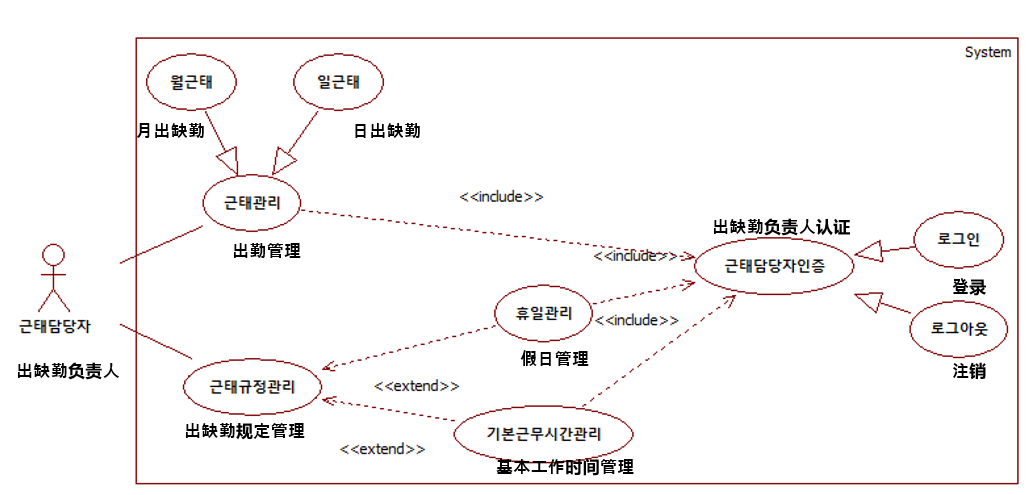 System
월근태
일근태
月出缺勤
日出缺勤
근태관리
<<include>>
出勤管理
出缺勤负责人认证
로그인
<<include>>
근태담당자인증
登录
휴일관리
<<include>>
로그아웃
근태담당자
假日管理
出缺勤负责人
注销
근태규정관리
<<extend>>
出缺勤规定管理
기본근무시간관리
<<extend>>
基本工作时间管理